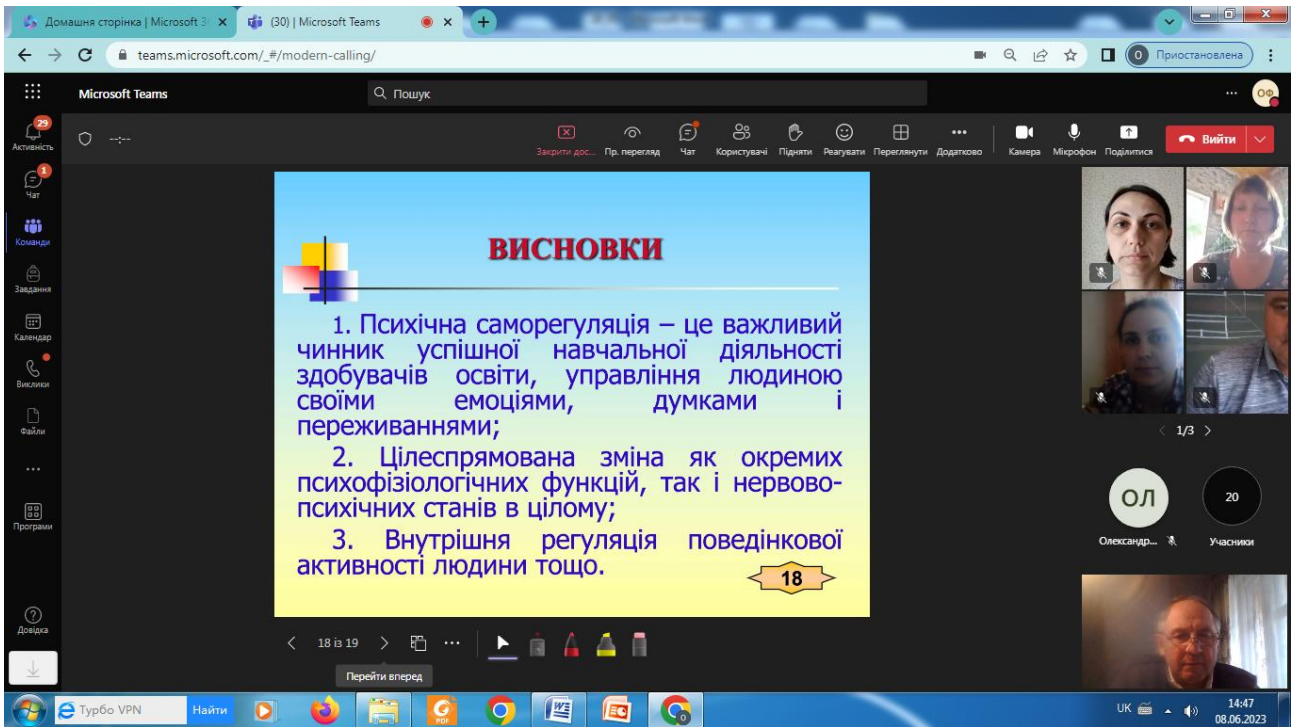 Домашня сторінка | Microsoft 3
(30) | Microsoft Teams
teams.microsoft.com/_#/modern-calling/
О
Приостановлена
Microsoft Teams
Пошук
ОФ
29
Активність
--:--
Закрити дос...
Пр. перегляд
Чат
Користувачі
Підняти
Реагувати
Переглянути
Додатково
Камера
Мікрофон
Поділитися
Вийти
1
Чат
Команди
Завдання
Календар
Виклики
Файли
Програми
Довідка
ВИСНОВКИ
1. Психічна саморегуляція – це важливий
чинник успішної навчальної діяльності
здобувачів освіти, управління людиною
своїми емоціями, думками і
переживаннями;
2. Цілеспрямована зміна як окремих
психофізіологічних функцій, так і нервово-
психічних станів в цілому;
3. Внутрішня регуляція поведінкової
активності людини тощо.
18
18 із 19
Перейти вперед
1/3
ОЛ
20
Олександр...
Учасники
Турбо VPN
Найти
PDF
UK
14:47
08.06.2023